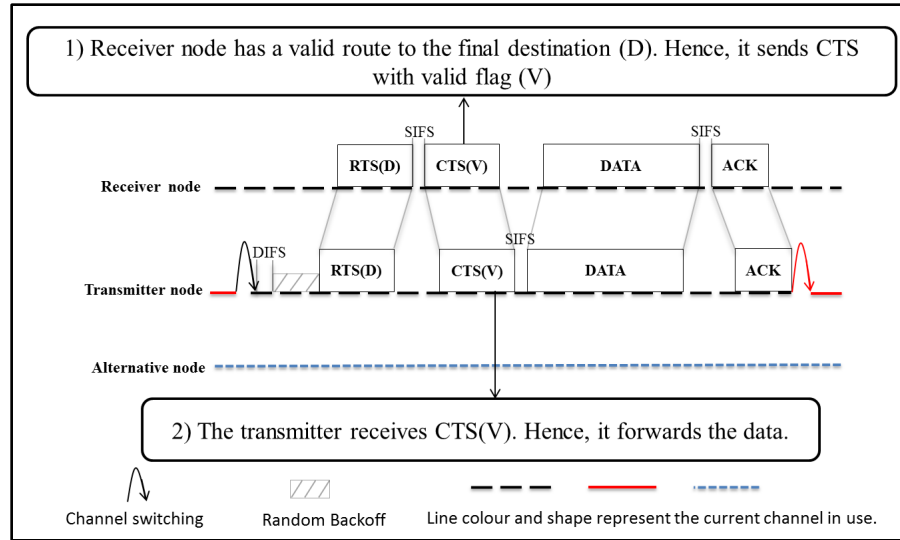 1) Receiver node has a valid route to the final destination (D). Hence, it sends CTS
with valid flag (V)
SIFS
SIFS
RTS(D)
CTS(V)
DATA
ACK
Receiver node
SIFS
DIFS
RTS(D)
CTS(V)
DATA
ACK
Transmitter node
Alternative node
2) The transmitter receives CTS(V). Hence, it forwards the data.
Channel switching
Random Backoff
Line colour and shape represent the current channel in use.